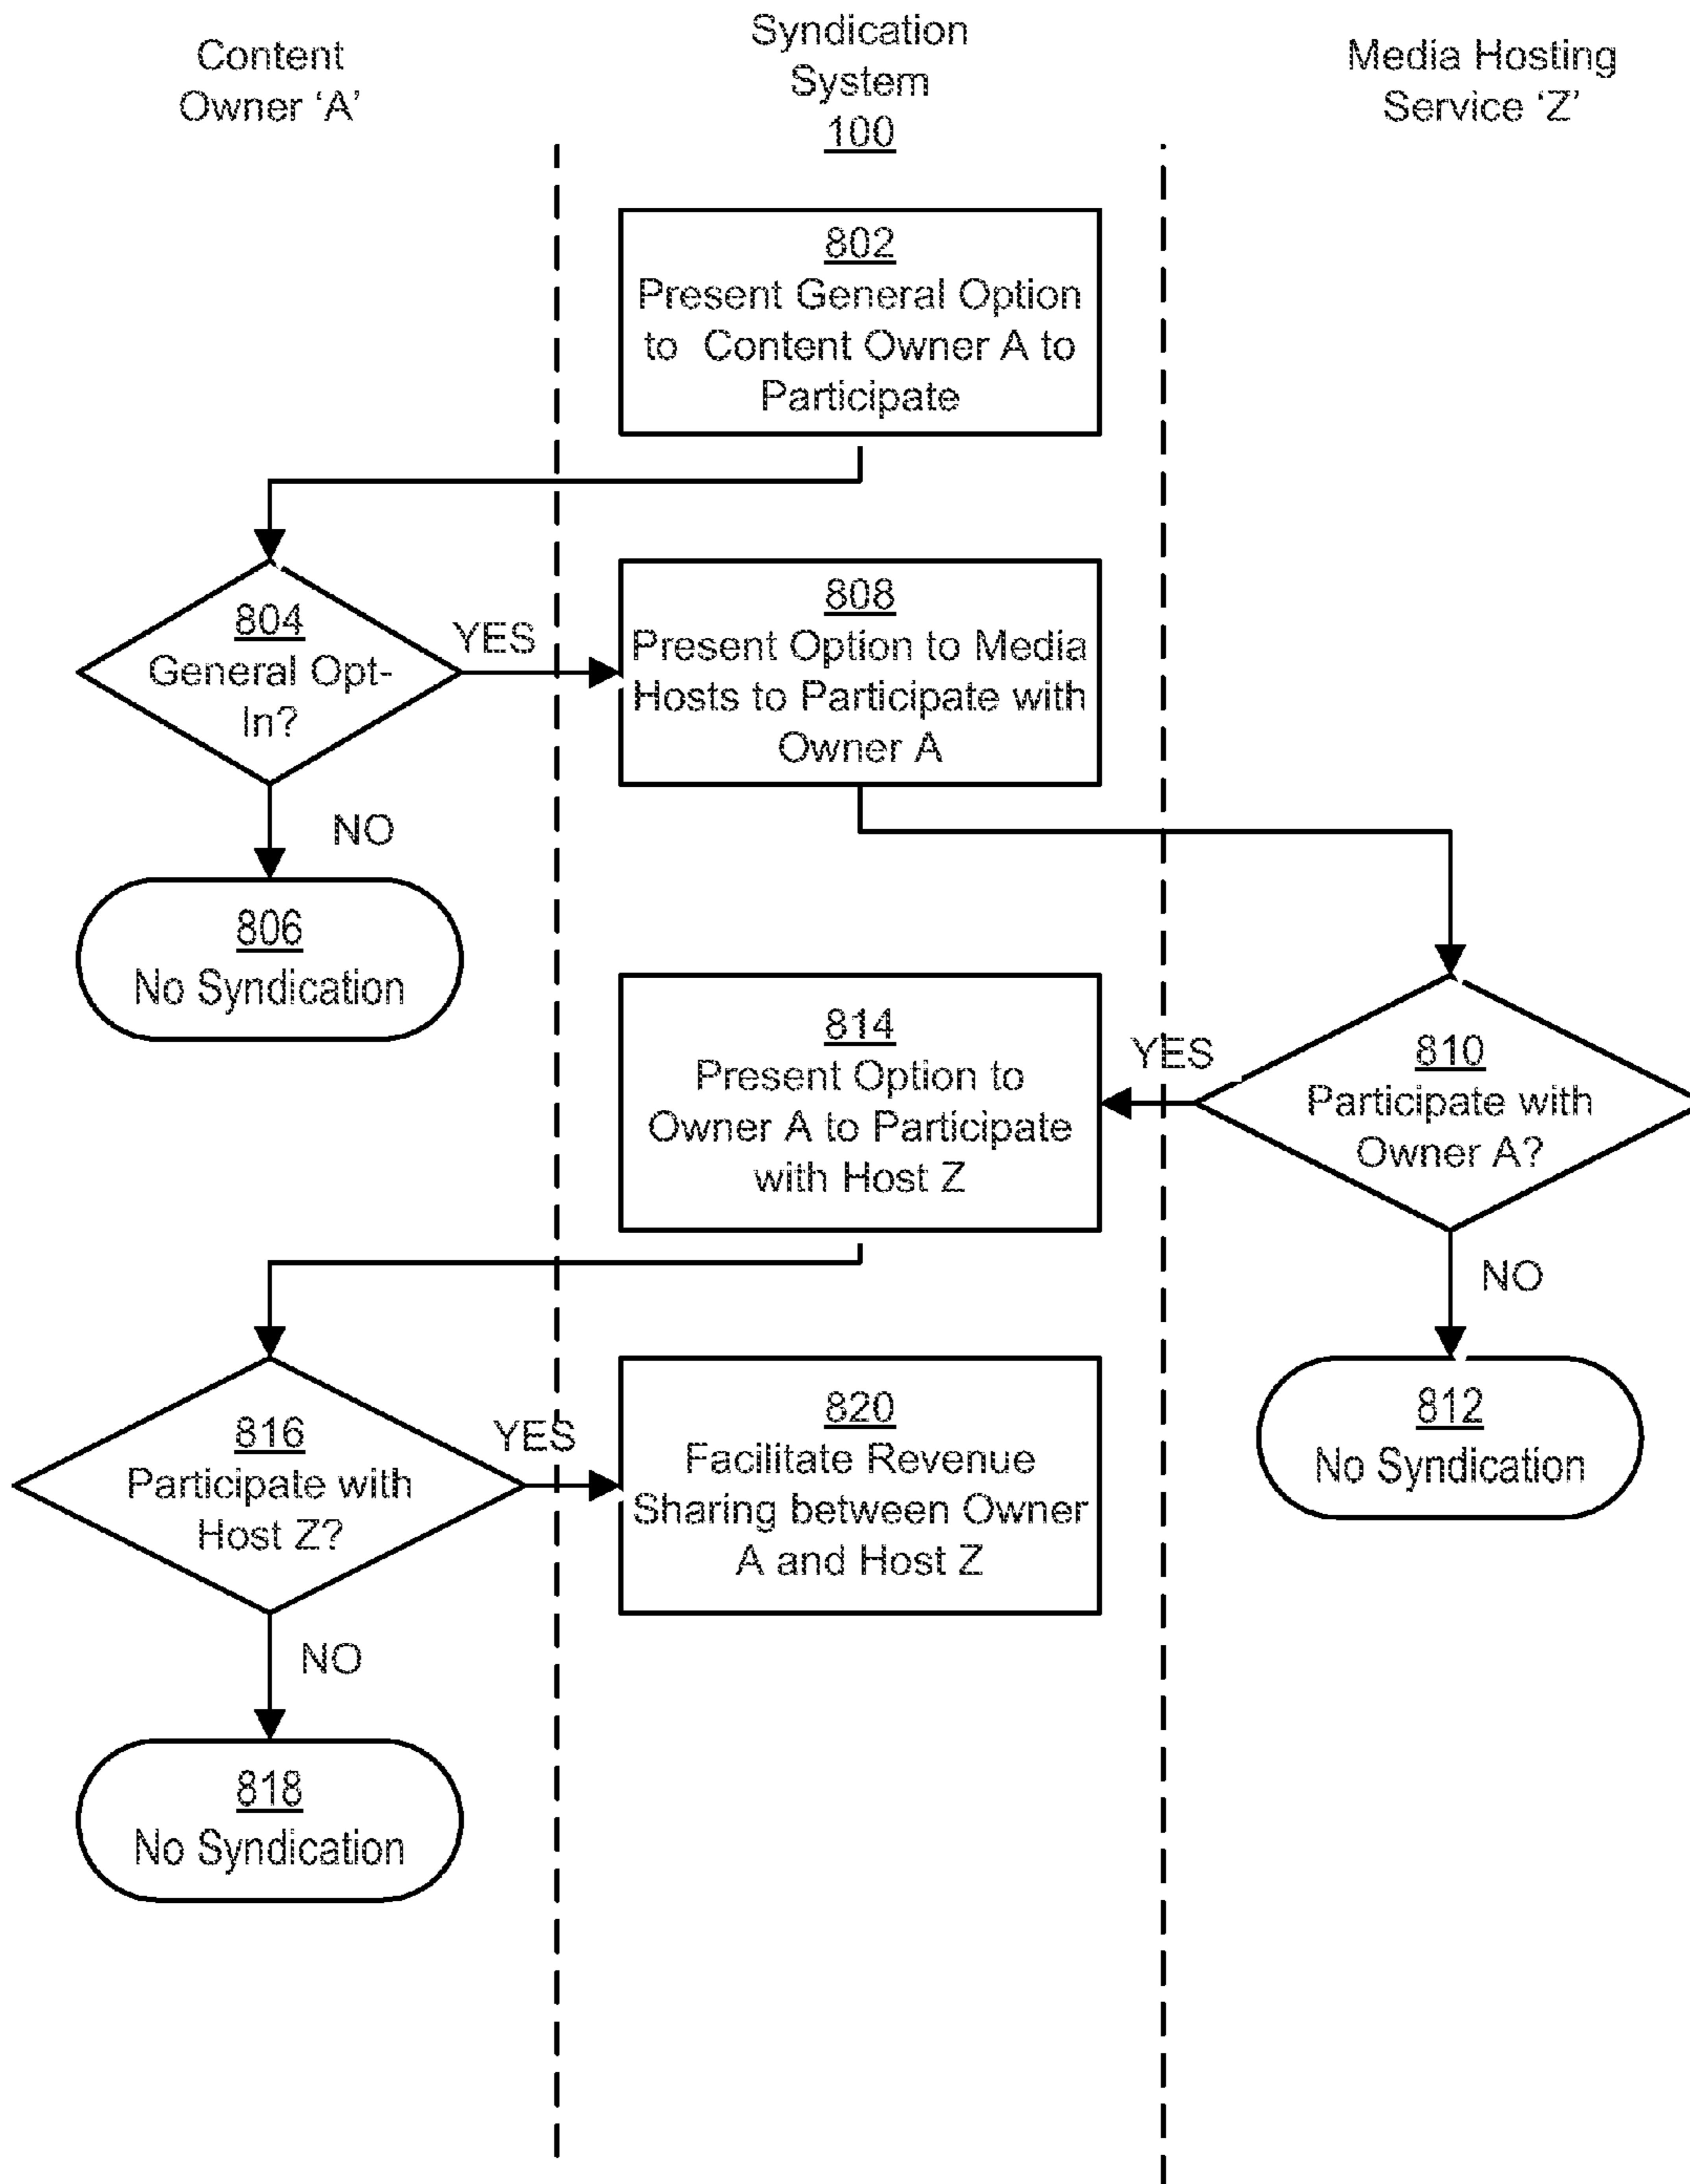 Content
Owner ‘A’
Syndication
System
100
Media Hosting
Service ‘Z’
802
Present General Option
to Content Owner A to
Participate
804
General Opt-
In?
YES
NO
806
No Syndication
808
Present Option to Media
Hosts to Participate with
Owner A
810
Participate with
Owner A?
YES
NO
812
No Syndication
814
Present Option to
Owner A to Participate
with Host Z
816
Participate with
Host Z?
YES
NO
818
No Syndication
820
Facilitate Revenue
Sharing between Owner
A and Host Z